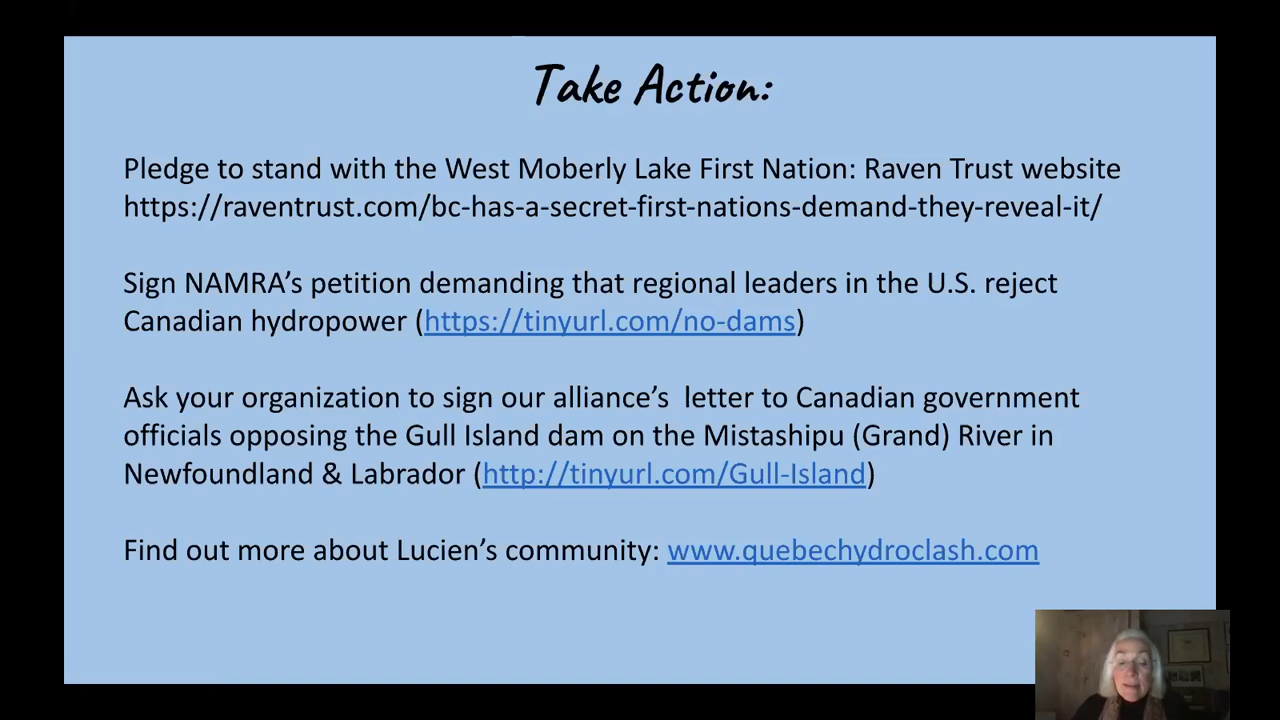 Take Action:
Pledge to stand with the West Moberly Lake First Nation: Raven Trust website
https://raventrust.com/bc-has-a-secret-first-nations-demand-they-reveal-it/
Sign NAMRA’s petition demanding that regional leaders in the U.S. reject
Canadian hydropower (https://tinyurl.com/no-dams)
Ask your organization to sign our alliance’s  letter to Canadian government
officials opposing the Gull Island dam on the Mistashipu (Grand) River in
Newfoundland & Labrador (http://tinyurl.com/Gull-Island)
Find out more about Lucien’s community: www.quebechydroclash.com